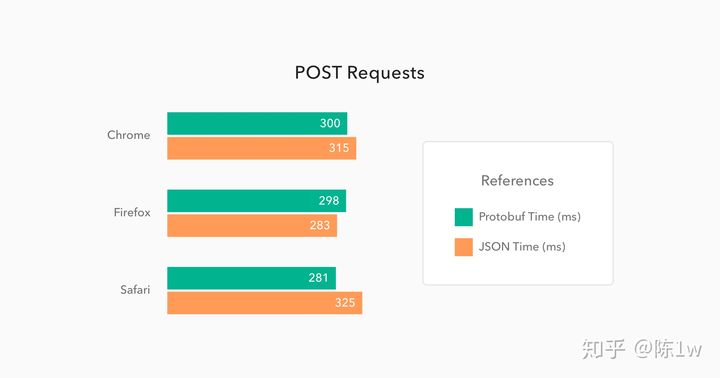 POST Requests
Chrome
300
315
Firefox
298
283
Safari
281
325
References
Protobuf Time (ms)
JSON Time (ms)
知乎 @陈1w